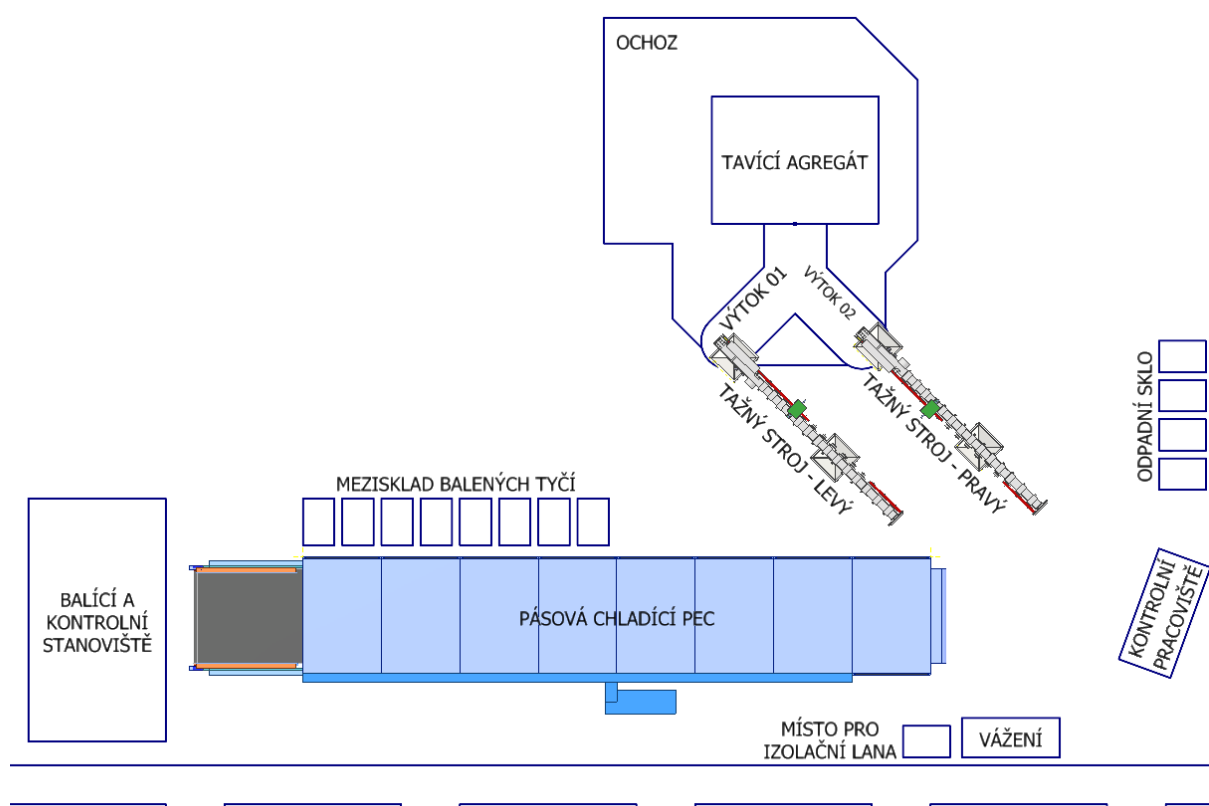 OCHOZ
TAVÍCÍ AGREGÁT
VÝTOK 01
VÝTOK 02
TAŽNÝ STROJ - LEVÝ
TAŽNÝ STROJ - PRAVÝ
ODPADNÍ SKLO
MEZISKLAD BALENÝCH TYČÍ
BALÍCÍ A
KONTROLNÍ
STANOVIŠTĚ
PÁSOVÁ CHLADÍCÍ PEC
KONTROLNÍ
PRACOVIŠTĚ
MÍSTO PRO
IZOLAČNÍ LANA
VÁŽENÍ